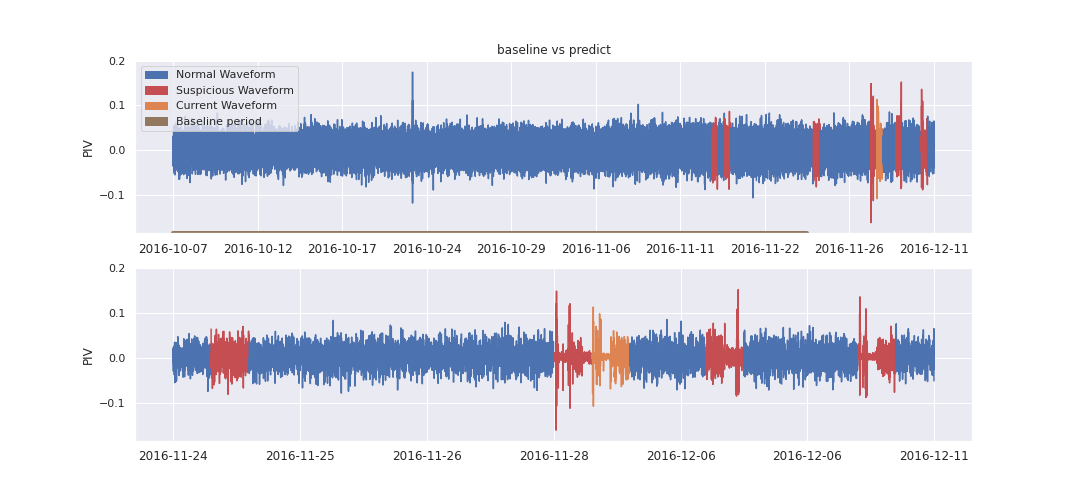 baseline vs predict
0.2
Normal Waveform
Suspicious Waveform
0.1
Current Waveform
Baseline period
PIV
0.0
−0.1
2016-10-07 2016-10-12 2016-10-17 2016-10-24 2016-10-29 2016-11-06 2016-11-11 2016-11-22 2016-11-26 2016-12-11
0.2
0.1
PIV
0.0
−0.1
2016-11-24 2016-11-25 2016-11-26 2016-11-28 2016-12-06 2016-12-06 2016-12-11